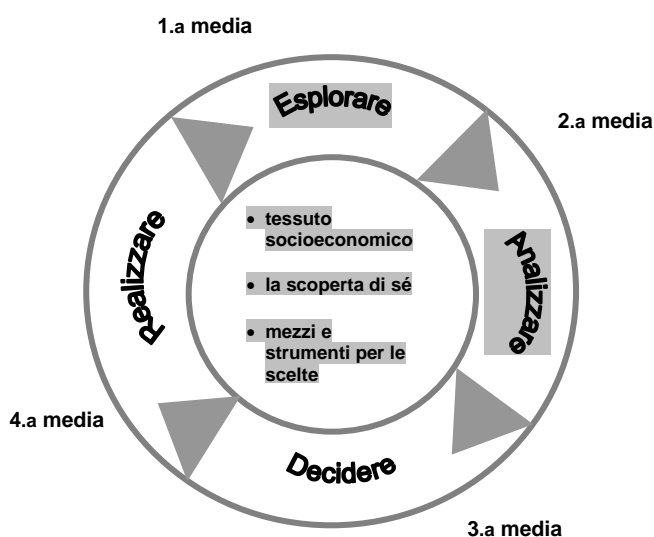 1.a media
Esplorare
2.a media
• tessuto
socioeconomico
Analizzare
Realizzare
• la scoperta di sé
• mezzi e
strumenti per le
scelte
4.a media
Decidere
3.a media